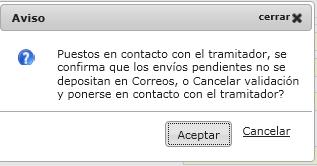 Aviso
cerrar
Puestos en contacto con el tramitador, se
confirma que los envíos pendientes no se
depositan en Correos, o Cancelar validación
y ponerse en contacto con el tramitador?
Aceptar
Cancelar